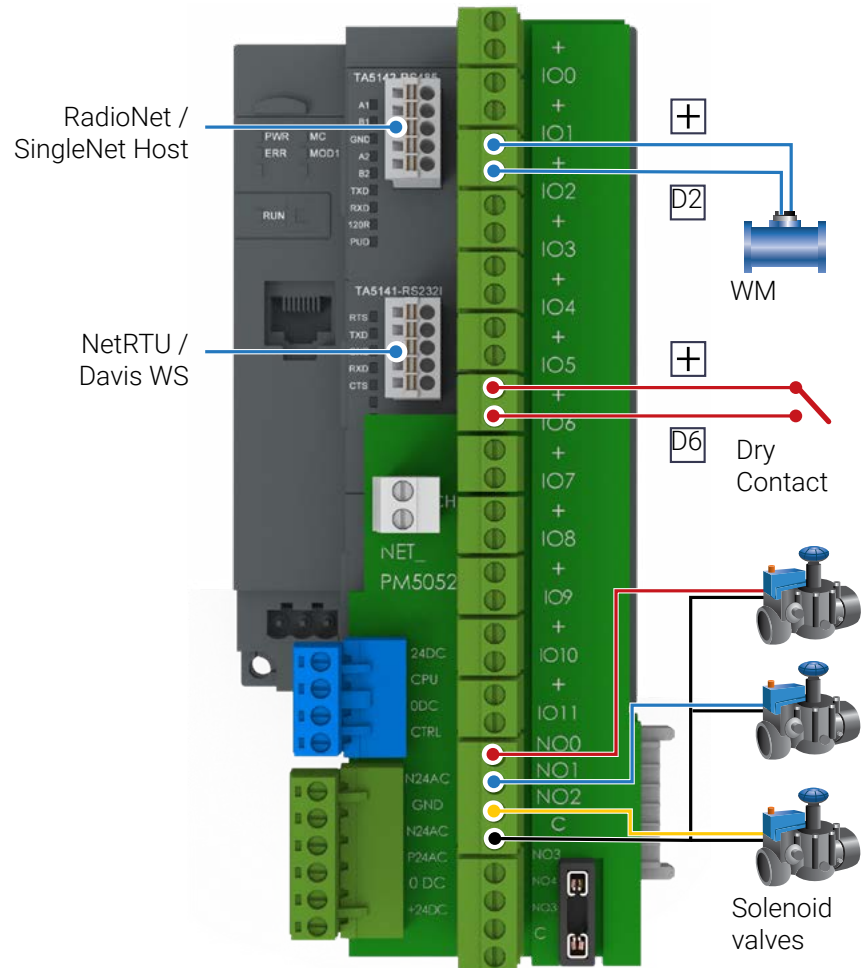 RadioNet /
SingleNet Host
NetRTU /
Davis WS
TA5142-RS485
A1
B1
GND
A2
B2
TXD
RXD
120R
PUD
PWR MC
ERR MOD1
RUN
TA5141-RS232I
RTS
TXD
RXD
CTS
CH
NET_
PM5052
24DC
CPU
0DC
CTRL
N24AC
GND
N24AC
P24AC
0 DC
+24DC
+
IO0
+
IO1
+
IO2
+
IO3
+
IO4
+
IO5
+
IO6
+
IO7
+
IO8
+
IO9
+
IO10
+
IO11
NO0
NO1
NO2
C
NO3
NO4
NO3
C
+
D2
WM
+
D6
Dry
Contact
Solenoid
valves